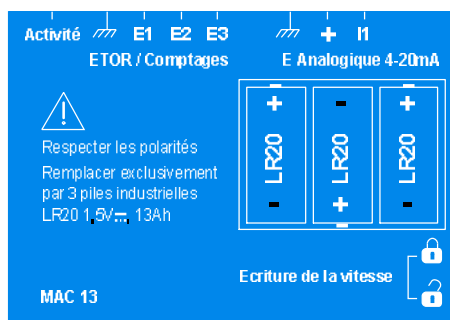 Activité E1 E2 E3 + I1
ETOR / Comptages E Analogique 4-20mA
+ - +
LR20 LR20 LR20
- + -
Respecter les polarités
Remplacer exclusivement
par 3 piles industrielles
LR20 1,5V⎓, 13Ah
Ecriture de la vitesse
MAC 13